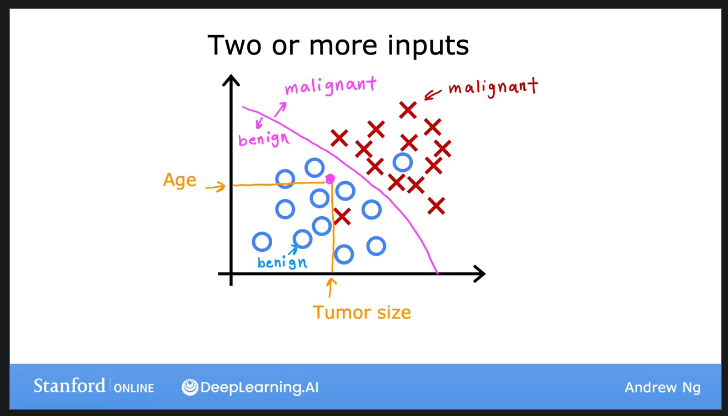 Two or more inputs
malignant
malignant
benign
Age
benign
Tumor size
Stanford ONLINE
DeepLearning.AI
Andrew Ng